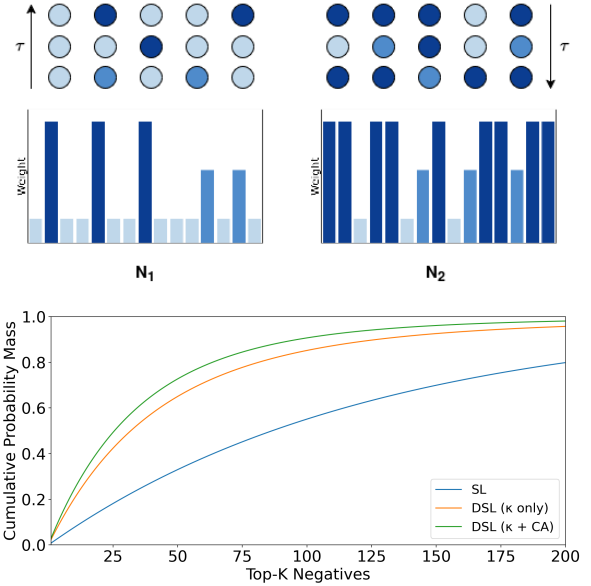 τ
τ
Weight
Weight
N1
N2
Cumulative Probability Mass
1.0
0.8
0.6
0.4
0.2
0.0
25 50 75 100 125 150 175 200
Top-K Negatives
SL
DSL (κ only)
DSL (κ + CA)